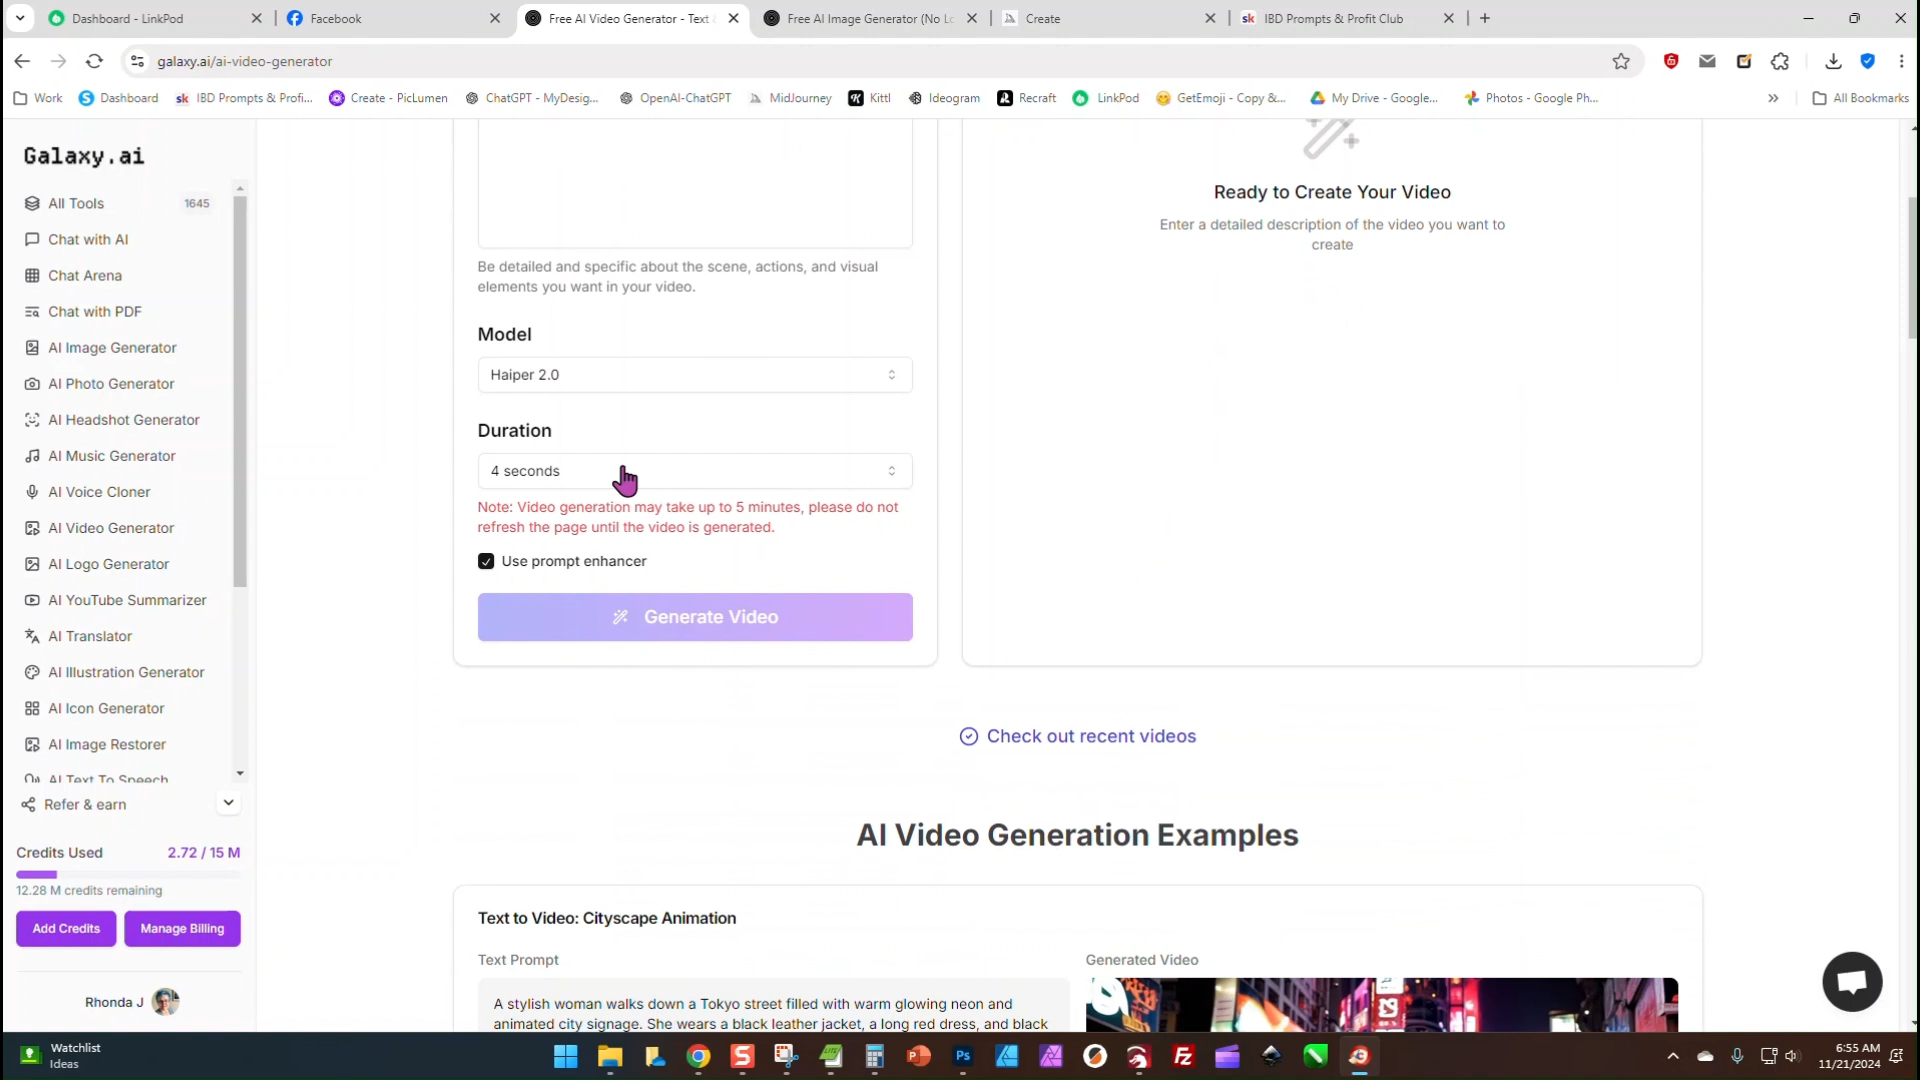 Dashboard - LinkPod
Facebook
Free AI Video Generator - Text
Free AI Image Generator (No Lo
Create
sk IBD Prompts & Profit Club
galaxy.ai/ai-video-generator
Work
Dashboard
sk IBD Prompts & Profi...
Create - PicLumen
ChatGPT - MyDesig...
OpenAI-ChatGPT
MidJourney
Kittl
Ideogram
Recraft
LinkPod
GetEmoji - Copy &...
My Drive - Google...
Photos - Google Ph...
All Bookmarks
Galaxy.ai
All Tools 1645
Chat with AI
Chat Arena
Chat with PDF
AI Image Generator
AI Photo Generator
AI Headshot Generator
AI Music Generator
AI Voice Cloner
AI Video Generator
AI Logo Generator
AI YouTube Summarizer
AI Translator
AI Illustration Generator
AI Icon Generator
AI Image Restorer
AI Text To Speech
Refer & earn
Credits Used 2.72 / 15 M
12.28 M credits remaining
Add Credits
Manage Billing
Rhonda J
Be detailed and specific about the scene, actions, and visual
elements you want in your video.
Model
Haiper 2.0
Duration
4 seconds
Note: Video generation may take up to 5 minutes, please do not
refresh the page until the video is generated.
Use prompt enhancer
Generate Video
Ready to Create Your Video
Enter a detailed description of the video you want to
create
Check out recent videos
AI Video Generation Examples
Text to Video: Cityscape Animation
Text Prompt
A stylish woman walks down a Tokyo street filled with warm glowing neon and
animated city signage. She wears a black leather jacket, a long red dress, and black
Generated Video
Watchlist
Ideas
6:55 AM
11/21/2024